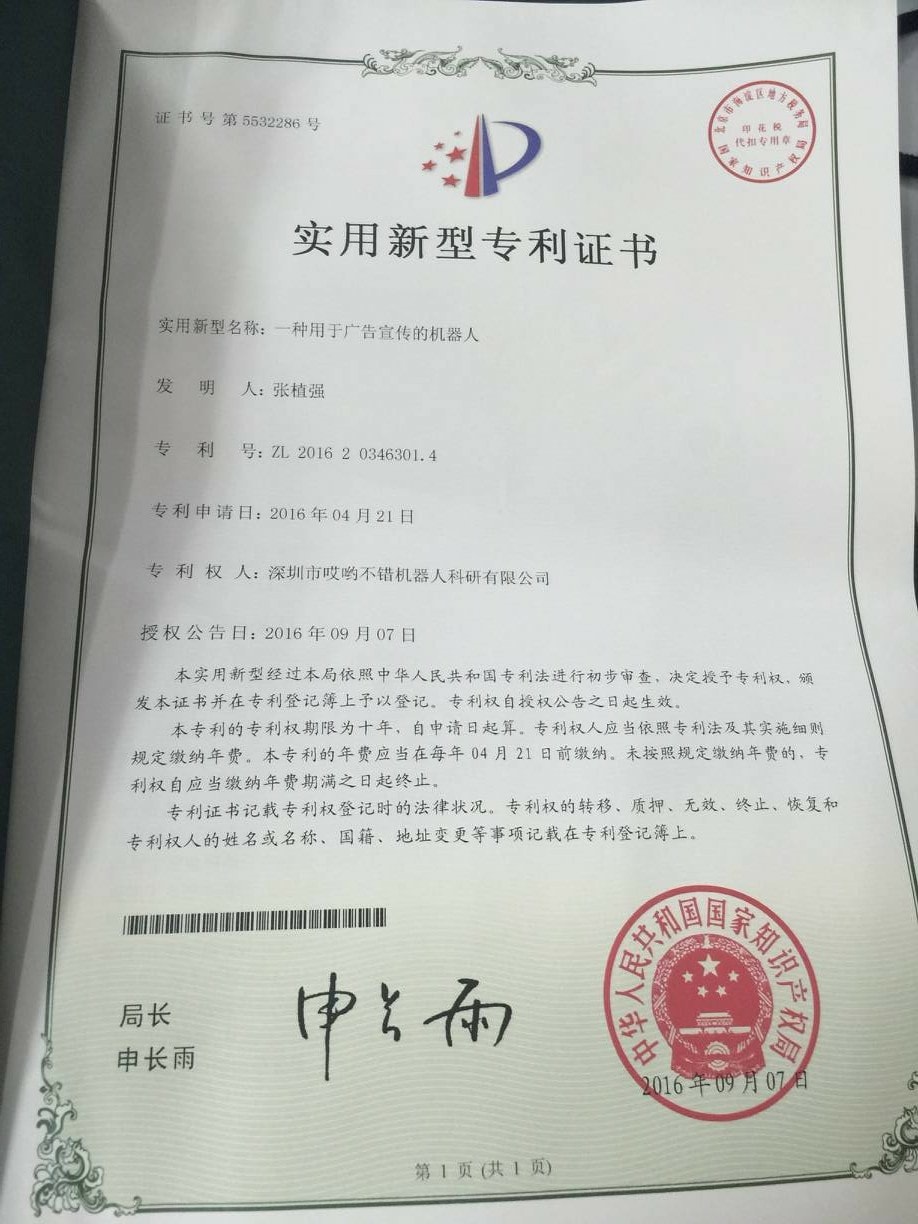 证书号第5532286号
北京市海淀区地方税务局
印花税
代扣专用章
国家知识产权局
实用新型专利证书
实用新型名称：一种用于广告宣传的机器人
发明人：张植强
专利号：ZL 2016 2 0346301.4
专利申请日：2016年04月21日
专利权人：深圳市哎哟不错机器人科研有限公司
授权公告日：2016年09月07日
本实用新型经过本局依照中华人民共和国专利法进行初步审查，决定授予专利权，颁
发本证书并在专利登记簿上予以登记。专利权自授权公告之日起生效。
本专利的专利权期限为十年，自申请日起算。专利权人应当依照专利法及其实施细则
规定缴纳年费。本专利的年费应当在每年04月21日前缴纳。未按照规定缴纳年费的，专
利权自应当缴纳年费期满之日起终止。
专利证书记载专利权登记时的法律状况。专利权的转移、质押、无效、终止、恢复和
专利权人的姓名或名称、国籍、地址变更等事项记载在专利登记簿上。
局长
申长雨
申长雨
中华人民共和国国家知识产权局
2016年09月07日
第1页(共1页)